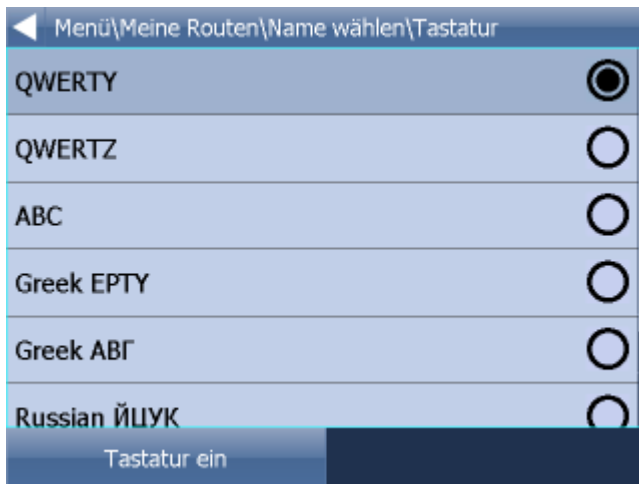 Menü\Meine Routen\Name wählen\Tastatur
QWERTY
QWERTZ
ABC
Greek ΕΡΤΥ
Greek ΑΒΓ
Russian ЙЦУК
Tastatur ein